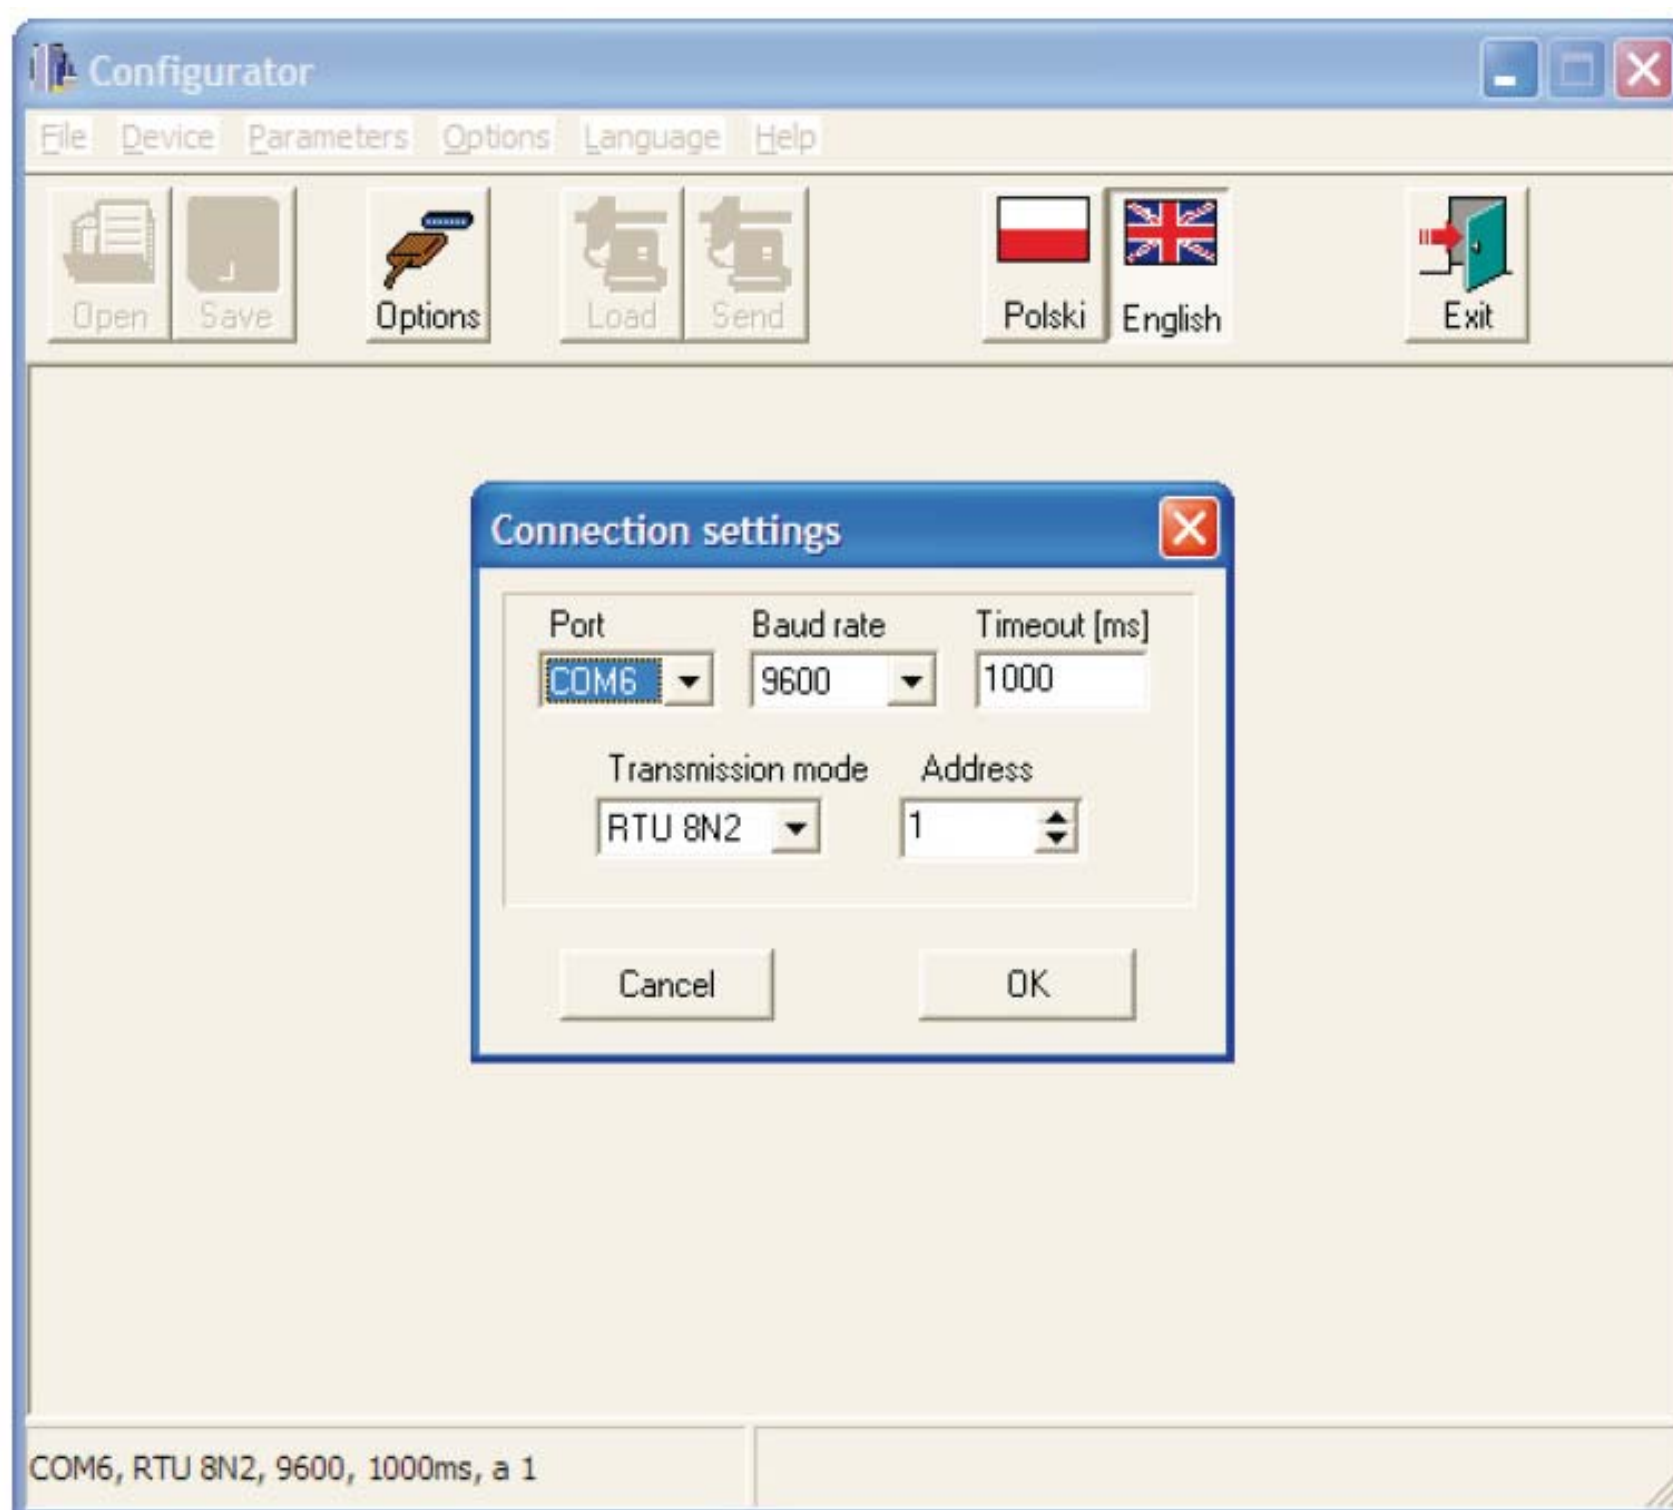 Configurator
File Device Parameters Options Language Help
Open Save Options Load Send Polski English Exit
Connection settings
Port Baud rate Timeout [ms]
COM6 9600 1000
Transmission mode Address
RTU 8N2 1
Cancel OK
COM6, RTU 8N2, 9600, 1000ms, a 1